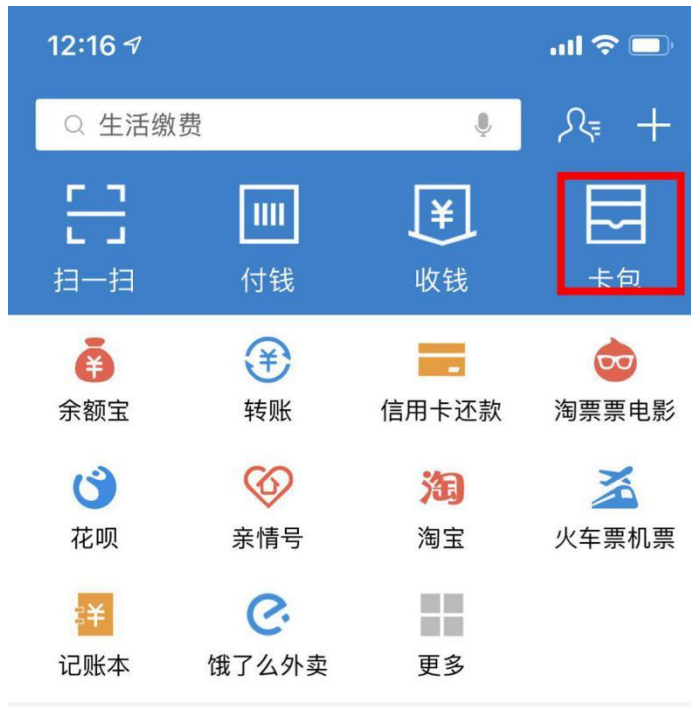 12:16
生活缴费
扫一扫 付钱 收钱 卡包
余额宝 转账 信用卡还款 淘票票电影
淘
花呗 亲情号 淘宝 火车票机票
记账本 饿了么外卖 更多